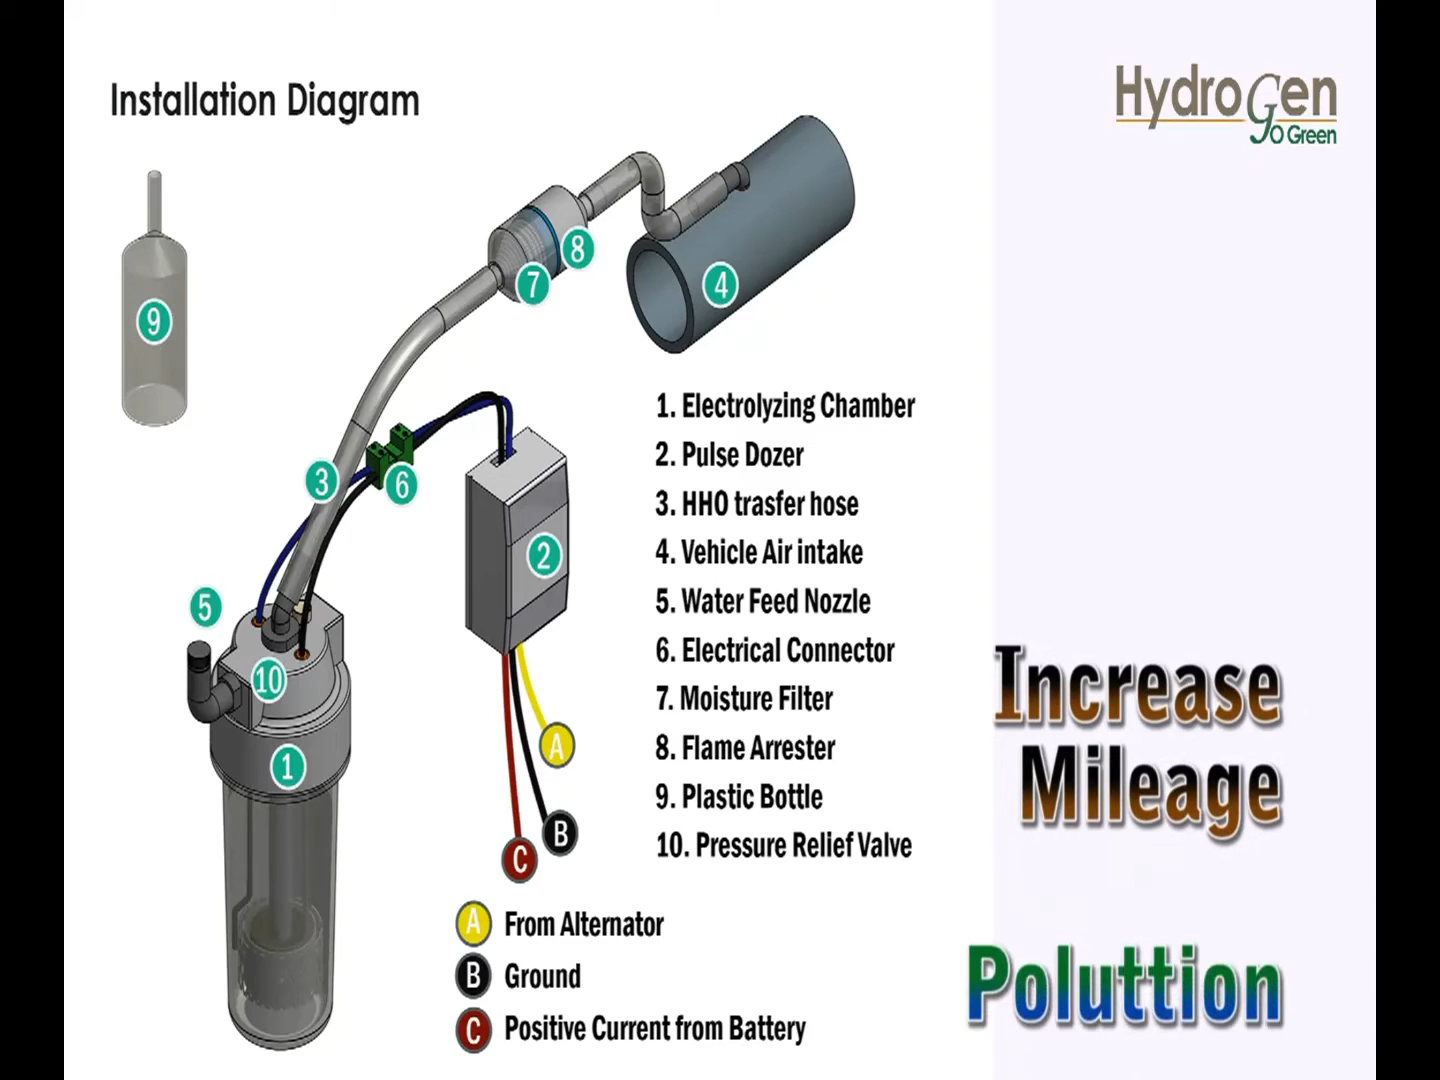 Installation Diagram
HydroGen
GO Green
9
8
7
4
3
6
2
5
10
1
A
B
C
1. Electrolyzing Chamber
2. Pulse Dozer
3. HHO trasfer hose
4. Vehicle Air intake
5. Water Feed Nozzle
6. Electrical Connector
7. Moisture Filter
8. Flame Arrester
9. Plastic Bottle
10. Pressure Relief Valve
A From Alternator
B Ground
C Positive Current from Battery
Increase
Mileage
Poluttion